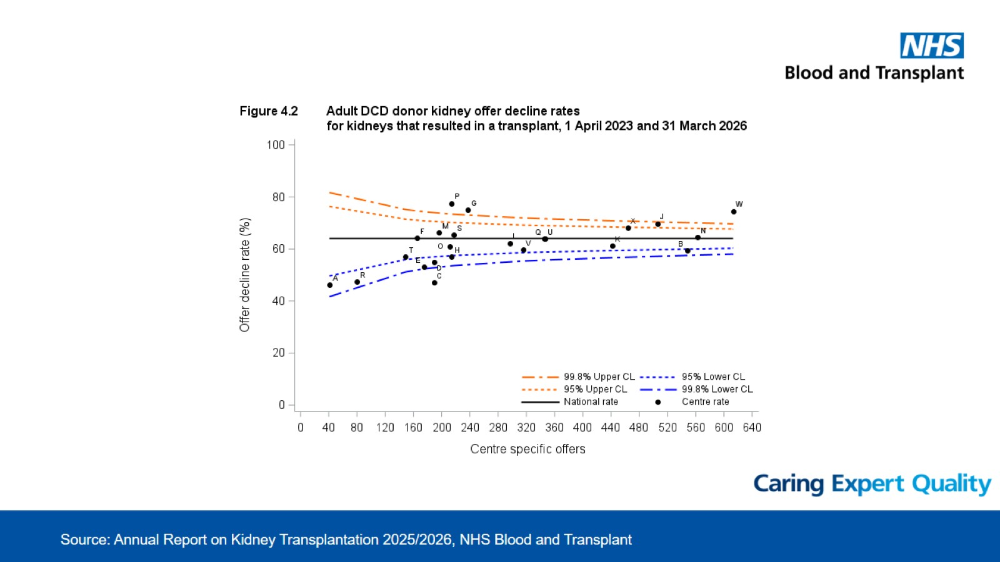 NHS
Blood and Transplant
Figure 4.2 Adult DCD donor kidney offer decline rates
for kidneys that resulted in a transplant, 1 April 2023 and 31 March 2026
100
80
60
40
20
0
Offer decline rate (%)
P
G
W
J
X
M
S
F
Q U
N
I
K
V
B
O
T
H
E
D
C
A
R
99.8% Upper CL 95% Lower CL
95% Upper CL 99.8% Lower CL
National rate Centre rate
0 40 80 120 160 200 240 280 320 360 400 440 480 520 560 600 640
Centre specific offers
Caring Expert Quality
Source: Annual Report on Kidney Transplantation 2025/2026, NHS Blood and Transplant